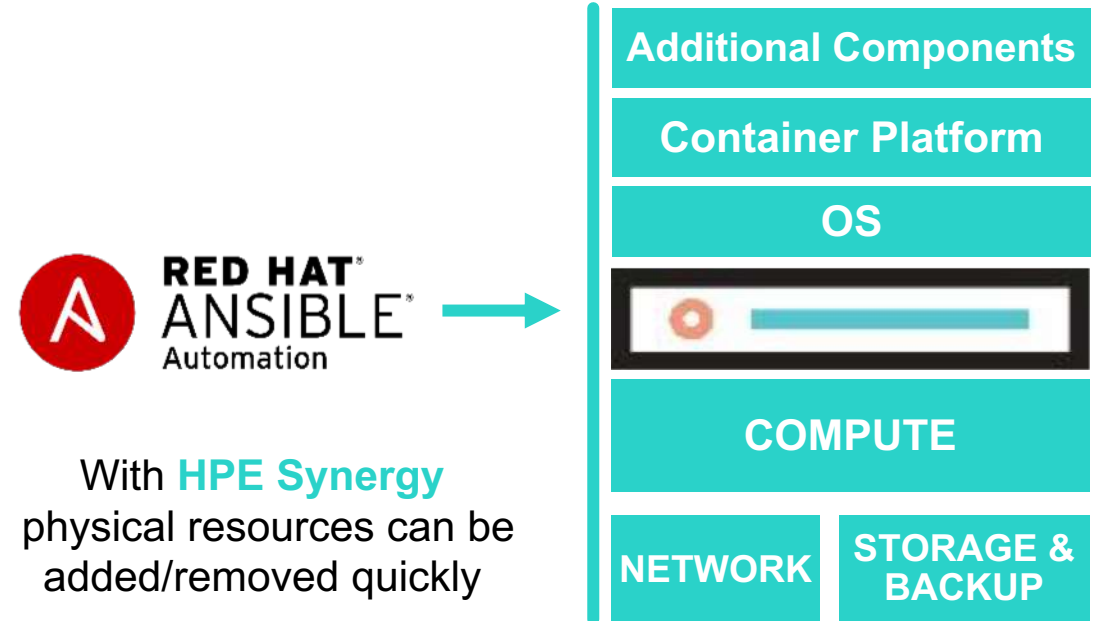 RED HAT®
ANSIBLE®
Automation
With HPE Synergy
physical resources can be
added/removed quickly
Additional Components
Container Platform
OS
COMPUTE
NETWORK
STORAGE &
BACKUP